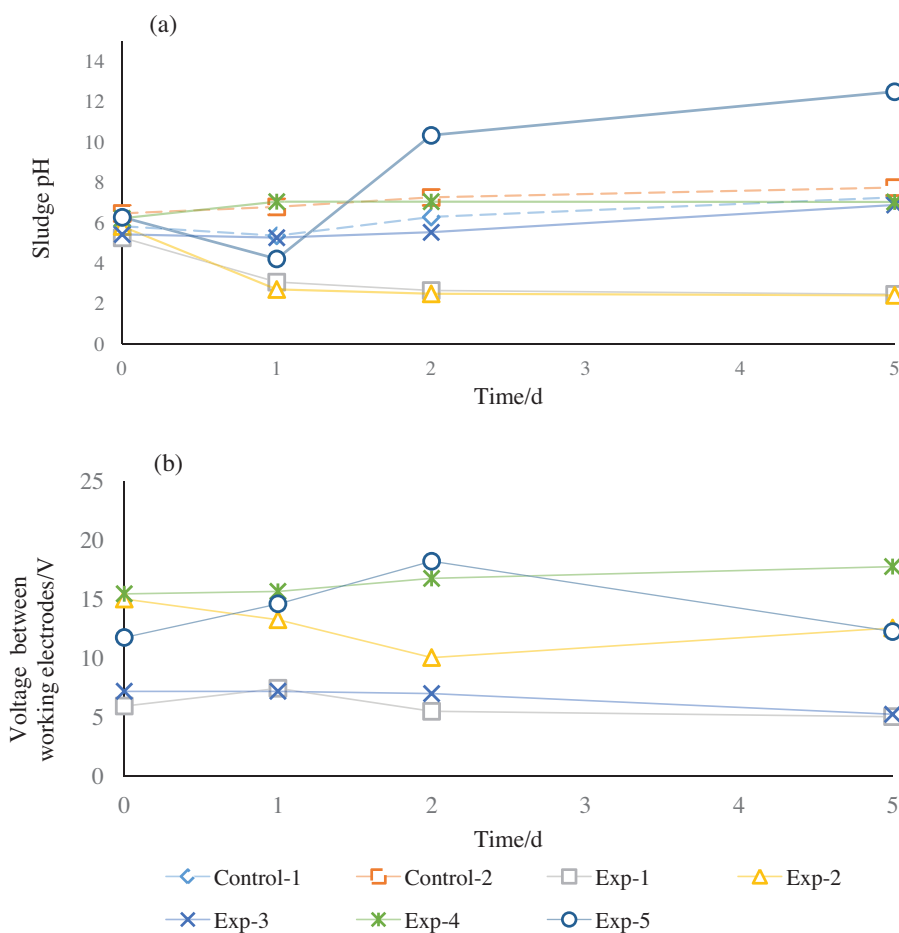 (a)
14
12
10
8
6
4
2
0
Sludge pH
0 1 2 3 4 5
Time/d
(b)
25
20
15
10
5
0
Voltage between
working electrodes/V
0 1 2 3 4 5
Time/d
Control-1 Control-2 Exp-1 Exp-2
Exp-3 Exp-4 Exp-5